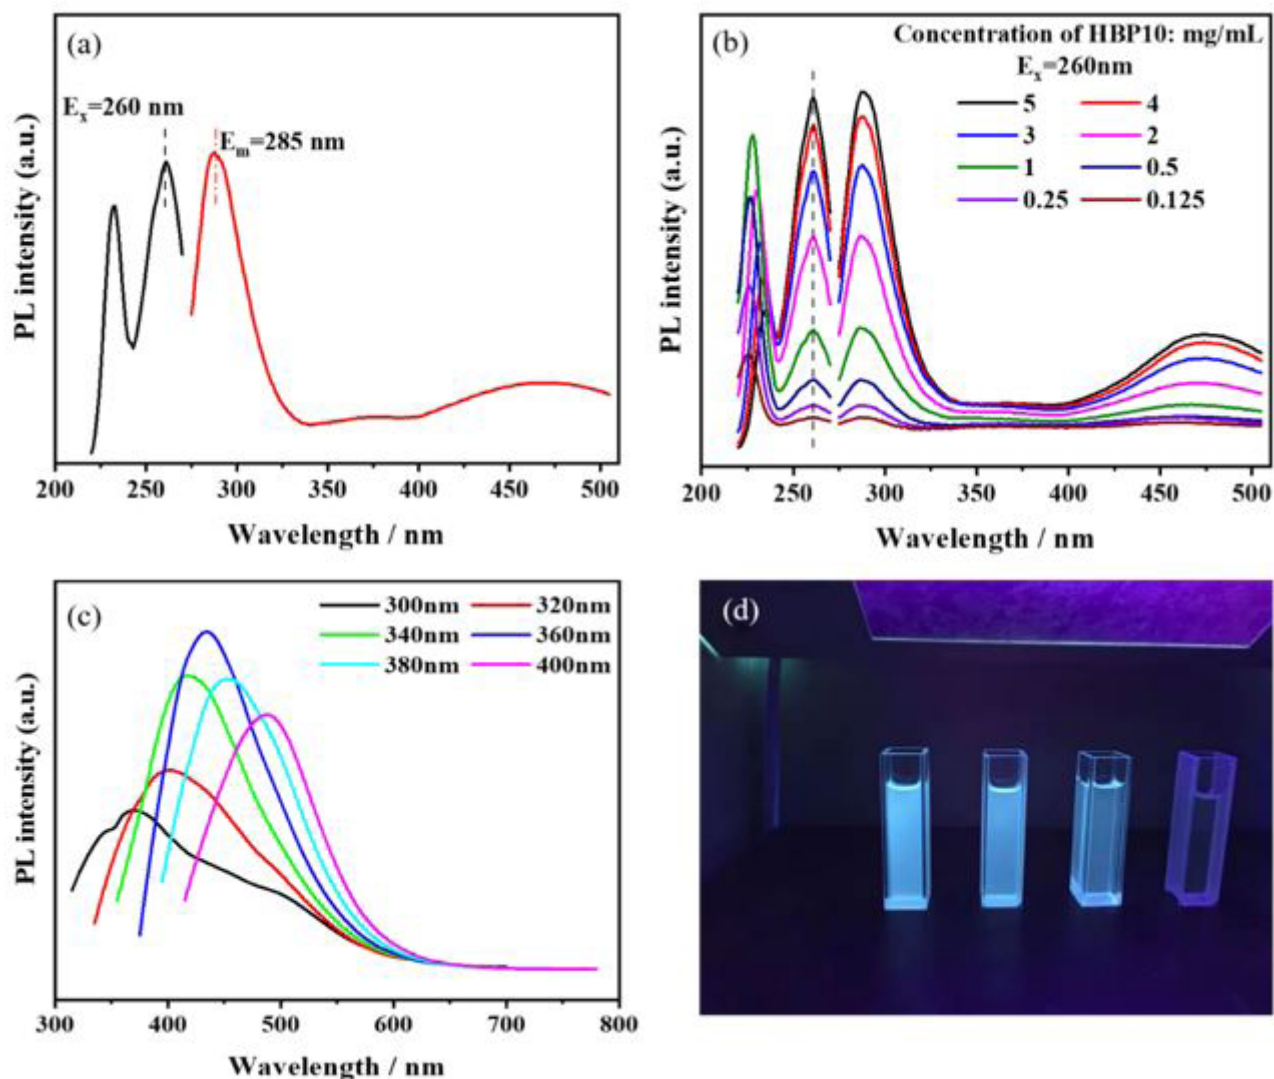 (a)
E_x=260 nm
E_m=285 nm
PL intensity (a.u.)
200 250 300 350 400 450 500
Wavelength / nm
(b)
Concentration of HBP10: mg/mL
E_x=260nm
5 4
3 2
1 0.5
0.25 0.125
PL intensity (a.u.)
200 250 300 350 400 450 500
Wavelength / nm
(c)
300nm 320nm
340nm 360nm
380nm 400nm
PL intensity (a.u.)
300 400 500 600 700 800
Wavelength / nm
(d)